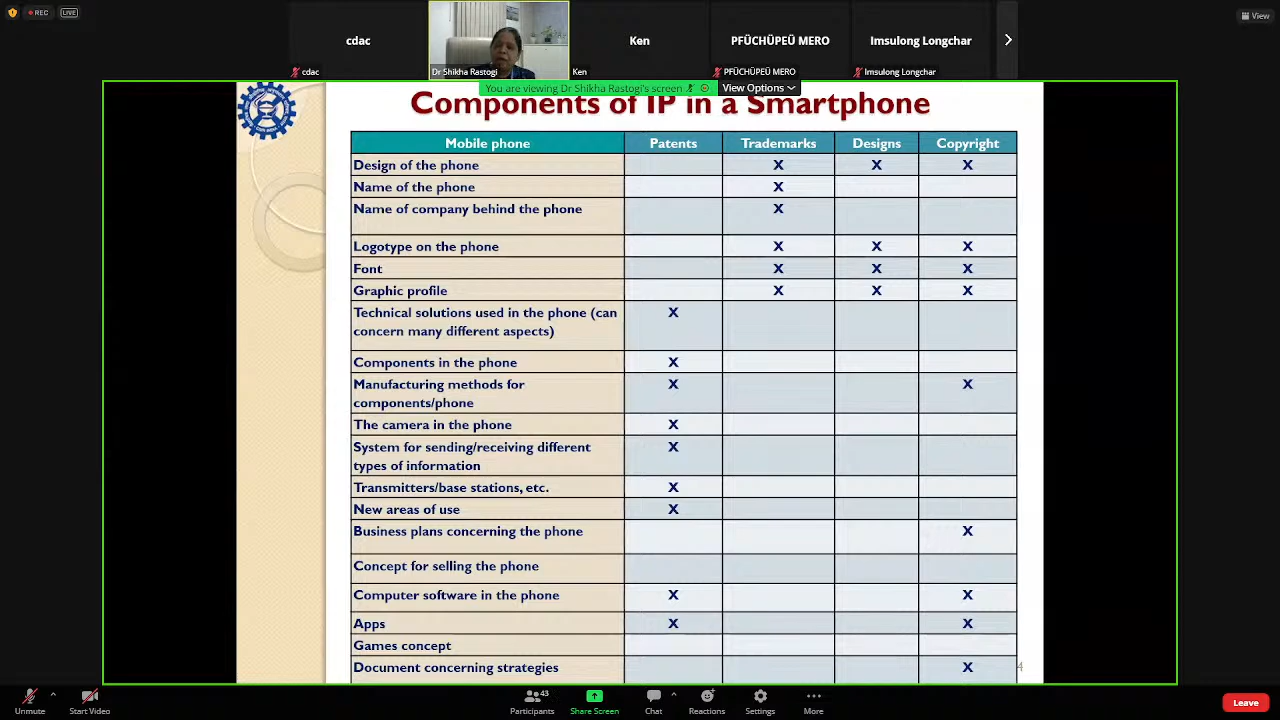 REC
LIVE
View
cdac
Ken
PFÜCHÜPEÜ MERO
Imsulong Longchar
cdac
Dr Shikha Rastogi
Ken
PFÜCHÜPEÜ MERO
Imsulong Longchar
You are viewing Dr Shikha Rastogi's screen
View Options
Components of IP in a Smartphone
Mobile phone Patents Trademarks Designs Copyright
Design of the phone X X X
Name of the phone X
Name of company behind the phone X
Logotype on the phone X X X
Font X X X
Graphic profile X X X
Technical solutions used in the phone (can X
concern many different aspects)
Components in the phone X
Manufacturing methods for X X
components/phone
The camera in the phone X
System for sending/receiving different X
types of information
Transmitters/base stations, etc. X
New areas of use X
Business plans concerning the phone X
Concept for selling the phone
Computer software in the phone X X
Apps X X
Games concept
Document concerning strategies X
4
43
Unmute
Start Video
Participants
Share Screen
Chat
Reactions
Settings
More
Leave